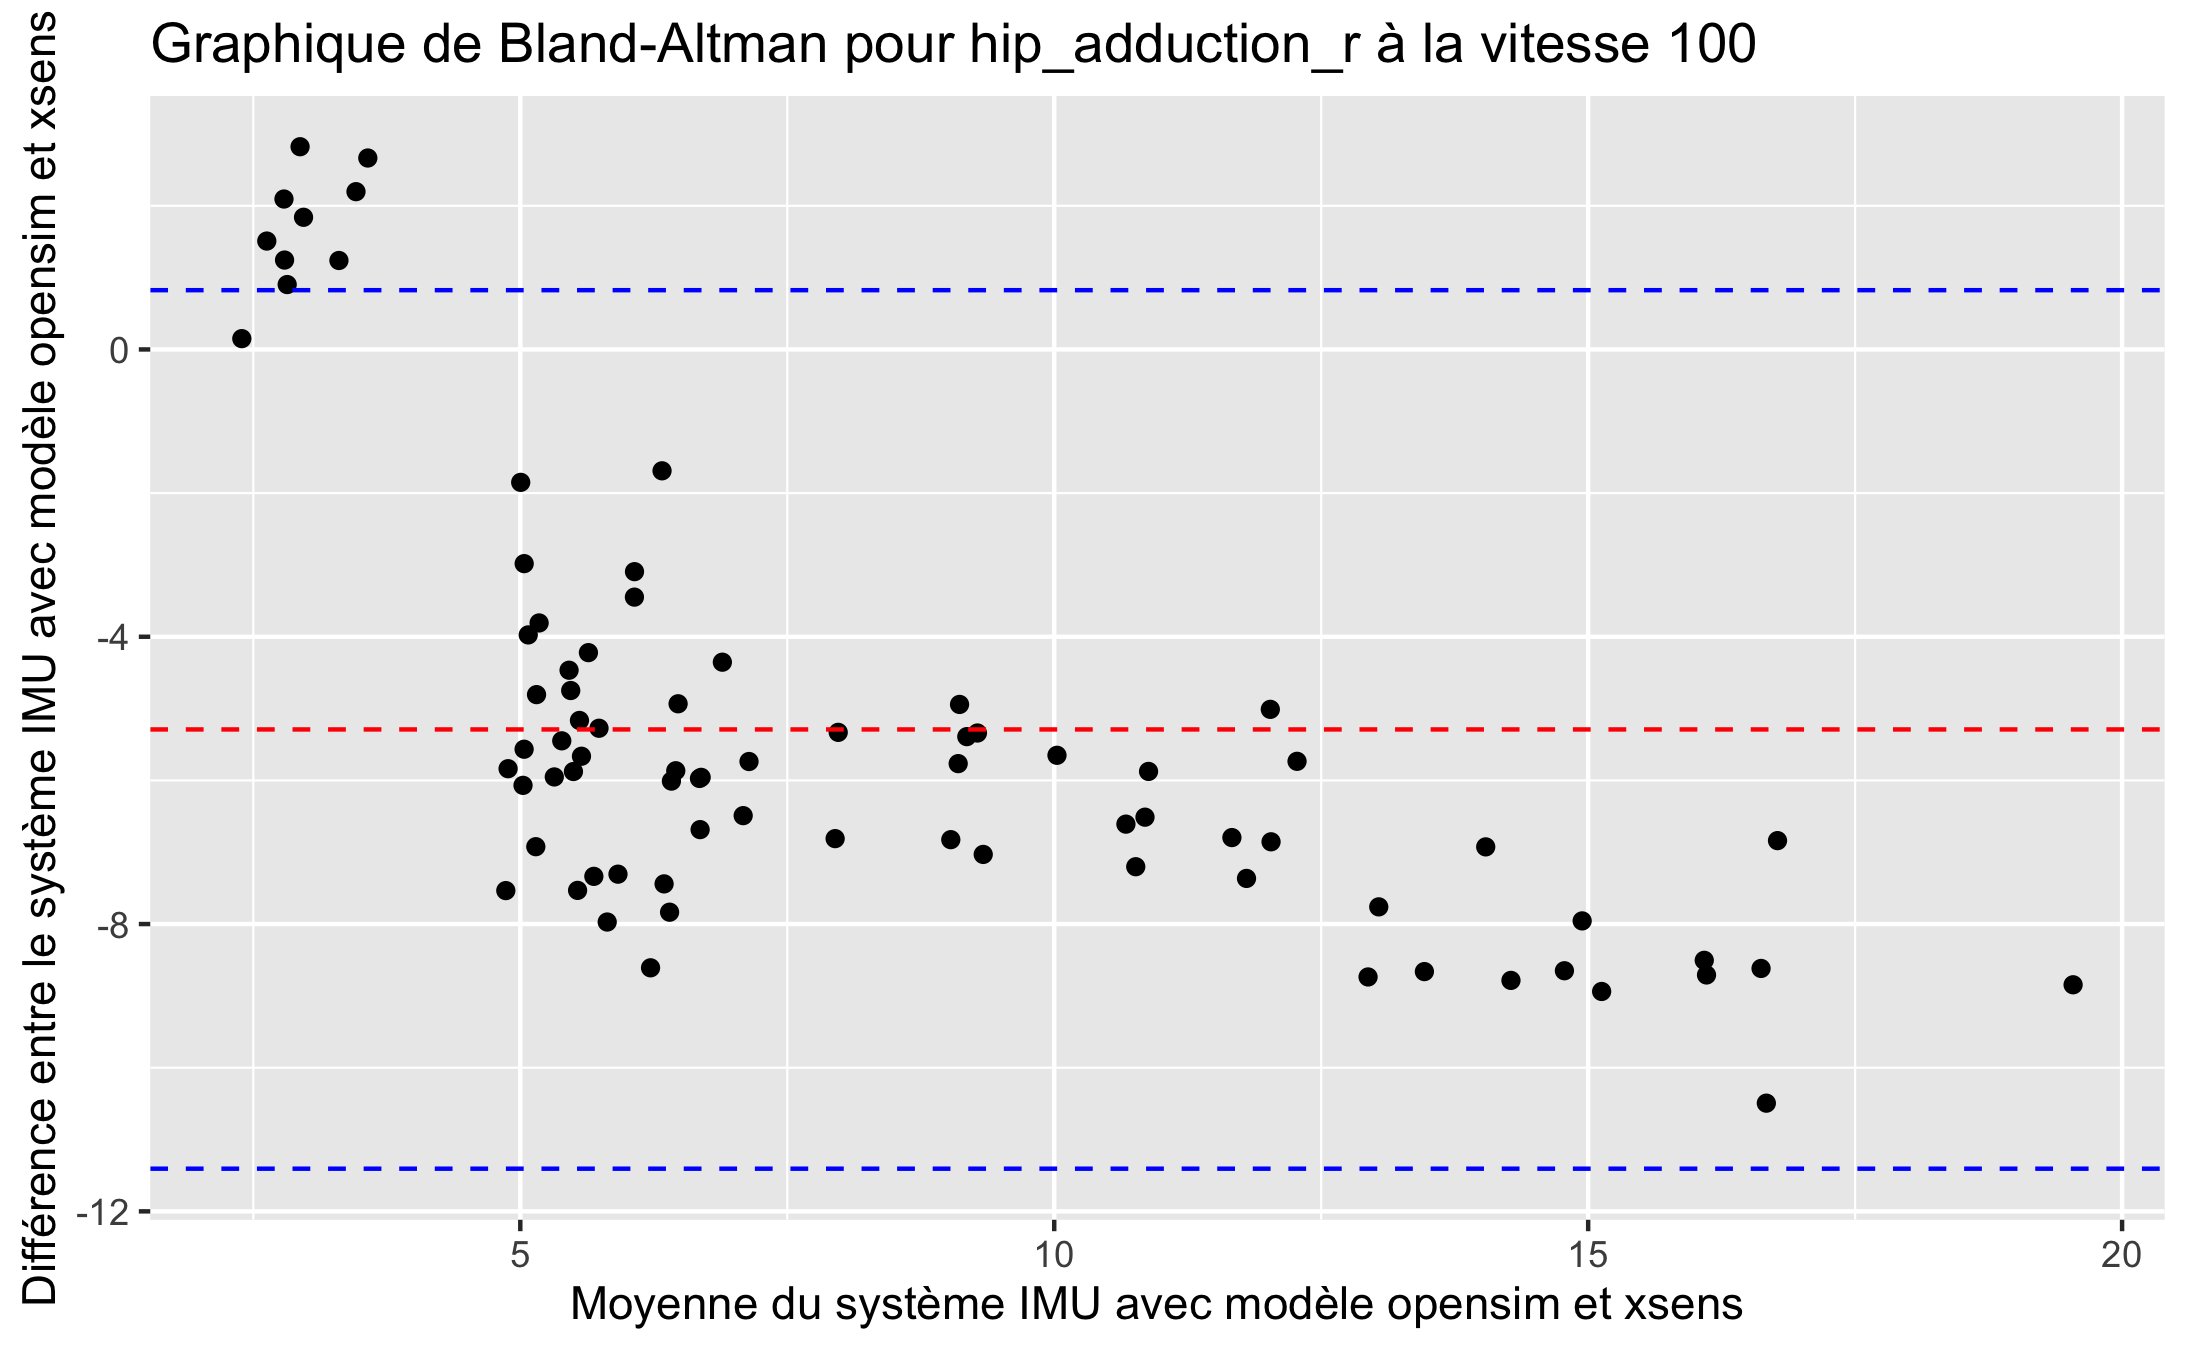 Graphique de Bland-Altman pour hip_adduction_r à la vitesse 100
Différence entre le système IMU avec modèle opensim et xsens
0
-4
-8
-12
5
10
15
20
Moyenne du système IMU avec modèle opensim et xsens